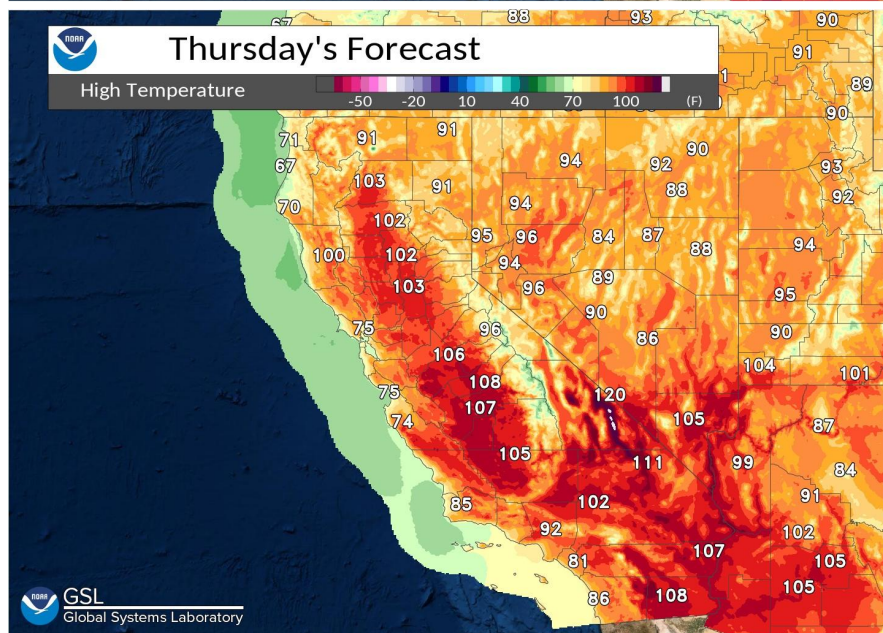 67 88 93 90
NOAA
Thursday's Forecast
91
High Temperature
-50 -20 10 40 70 100 (F)
89
90
71 91 91 90
67 94 92 93
103 91 88 92
70 94
102 95 96 84 87 94
100 102 94 88
103 96 89 95
75 96 90 86 90
106 104 101
75 108 120
74 107 105 87
105 111 99 84
85 102 91
92 102
81 107 105
86 108 105
NOAA
GSL
Global Systems Laboratory